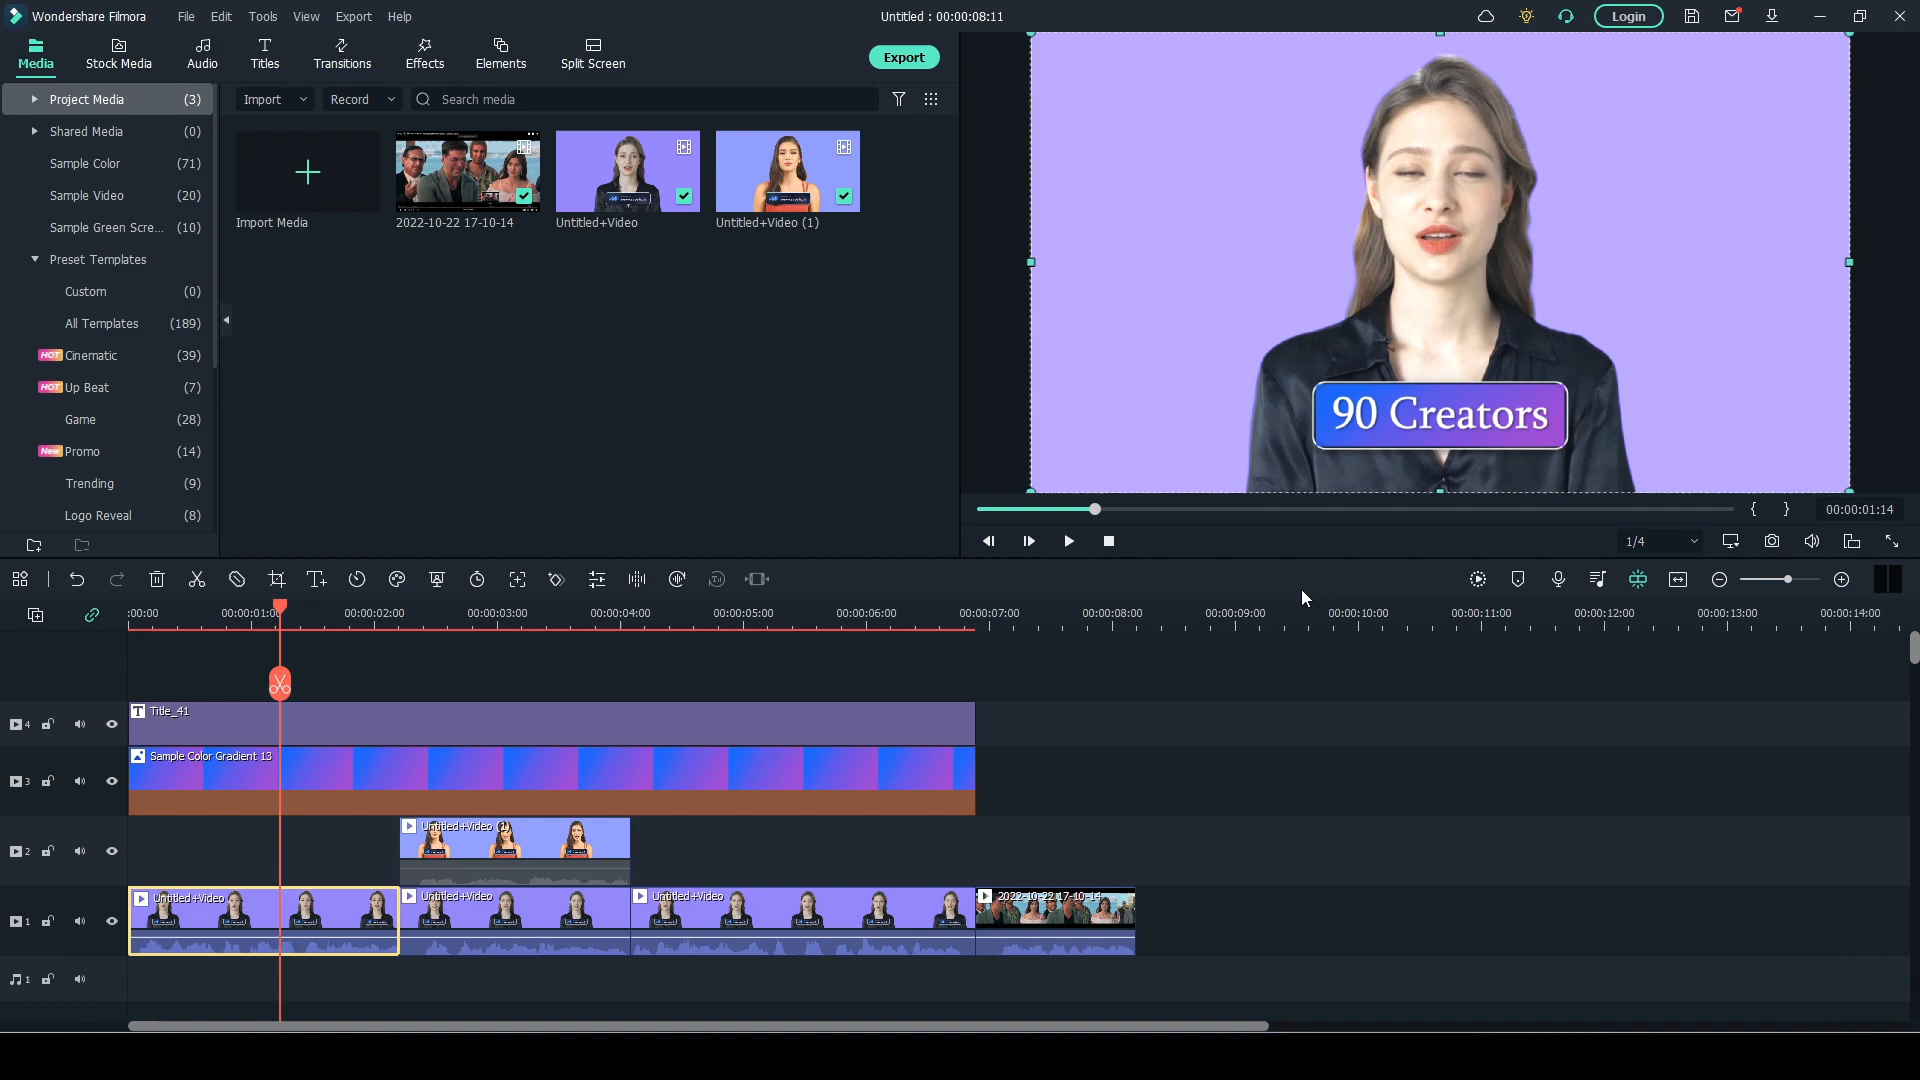 Wondershare Filmora File Edit Tools View Export Help Untitled : 00:00:08:11 Login
Media Stock Media Audio Titles Transitions Effects Elements Split Screen Export
Project Media (3)
Shared Media (0)
Sample Color (71)
Sample Video (20)
Sample Green Scre... (10)
Preset Templates
Custom (0)
All Templates (189)
HOT Cinematic (39)
HOT Up Beat (7)
Game (28)
New Promo (14)
Trending (9)
Logo Reveal (8)
Import Record Search media
Import Media 2022-10-22 17-10-14 Untitled+Video Untitled+Video (1)
90 Creators
{ } 00:00:01:14
1/4
:00:00 00:00:01:0 00:00:02:00 00:00:03:00 00:00:04:00 00:00:05:00 00:00:06:00 00:00:07:00 00:00:08:00 00:00:09:00 00:00:10:00 00:00:11:00 00:00:12:00 00:00:13:00 00:00:14:00
4 Title_41
3 Sample Color Gradient 13
2 Untitled+Video (1)
1 Untitled+Video Untitled+Video Untitled+Video 2022-10-22 17-10-14
1